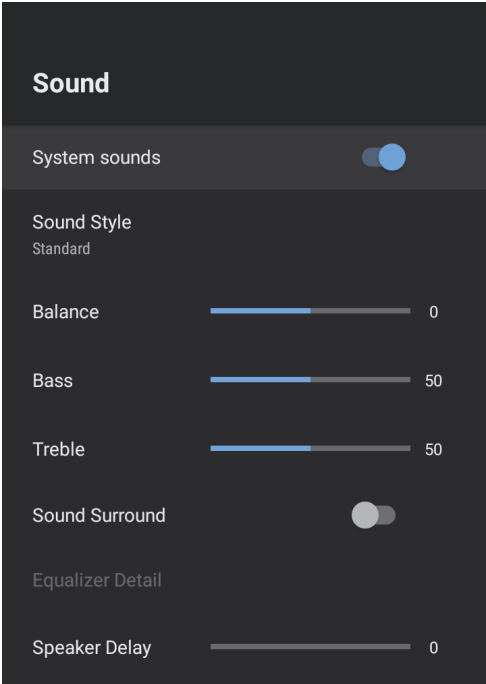 Sound
System sounds
Sound Style
Standard
Balance 0
Bass 50
Treble 50
Sound Surround
Equalizer Detail
Speaker Delay 0